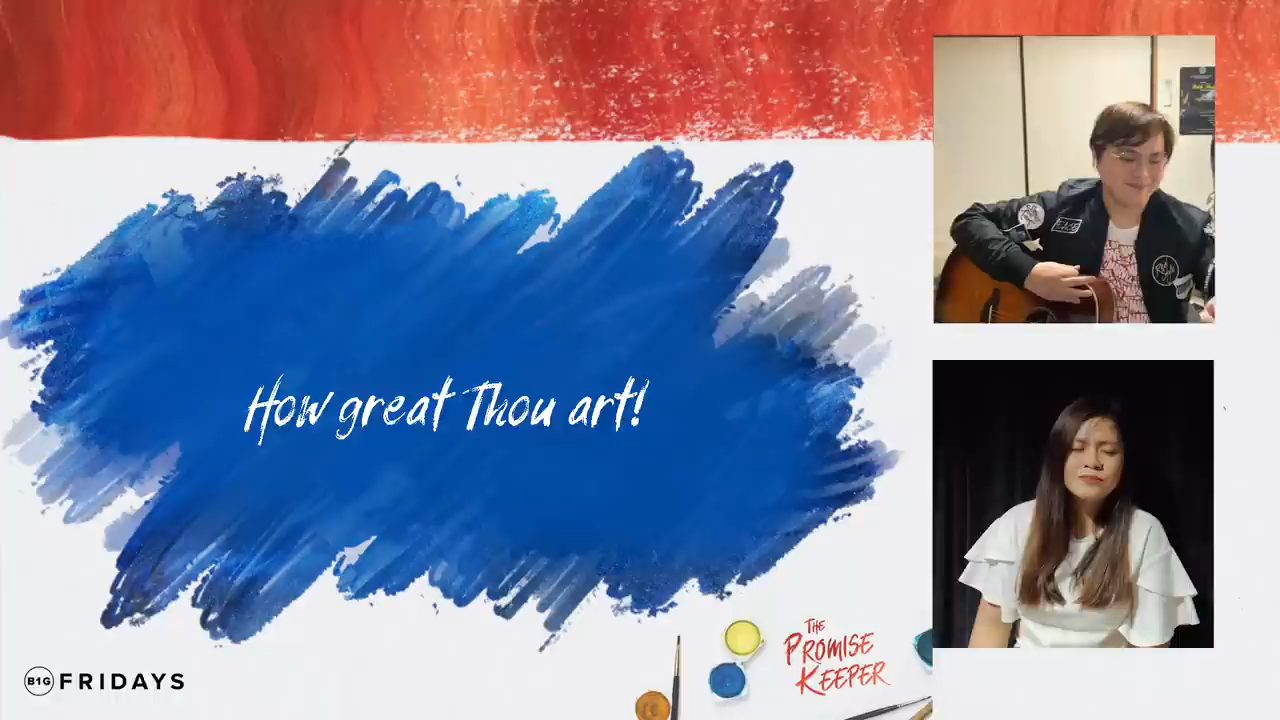 How great Thou art!
THE
PROMISE
KEEPER
B1G FRIDAYS